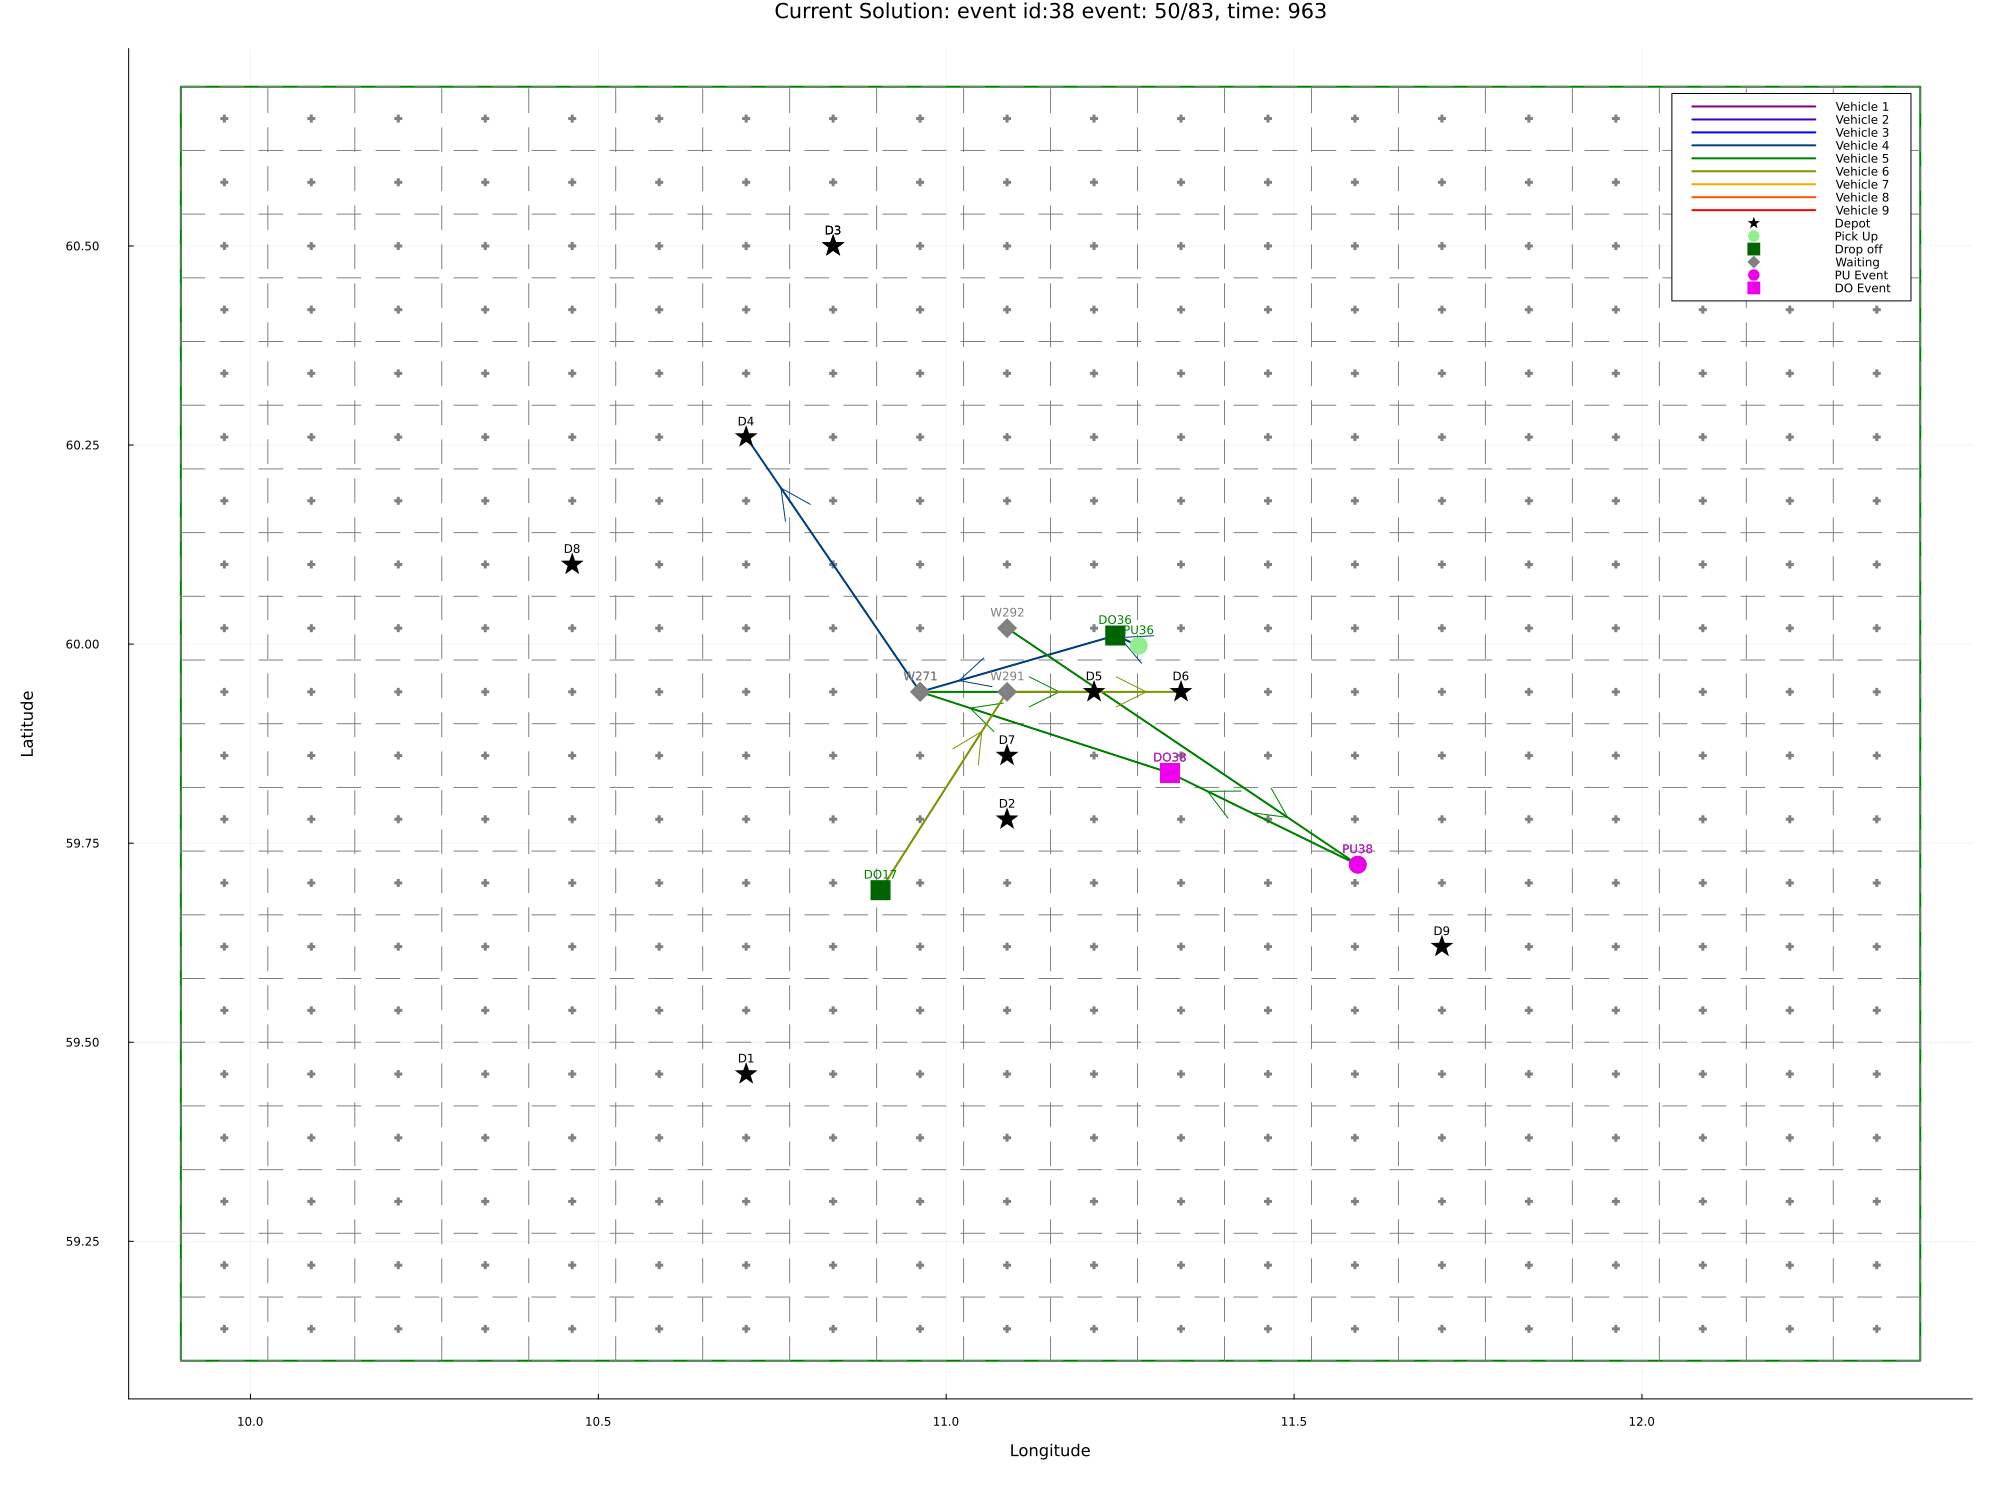 Current Solution: event id:38 event: 50/83, time: 963
Vehicle 1
Vehicle 2
Vehicle 3
Vehicle 4
Vehicle 5
Vehicle 6
Vehicle 7
Vehicle 8
Vehicle 9
Depot
Pick Up
Drop off
Waiting
PU Event
DO Event
D3
D4
D8
W292
DO36
PU36
W271
W291
D5
D6
D7
DO38
D2
PU38
DO17
D9
D1
60.50
60.25
60.00
59.75
59.50
59.25
Latitude
10.0
10.5
11.0
11.5
12.0
Longitude